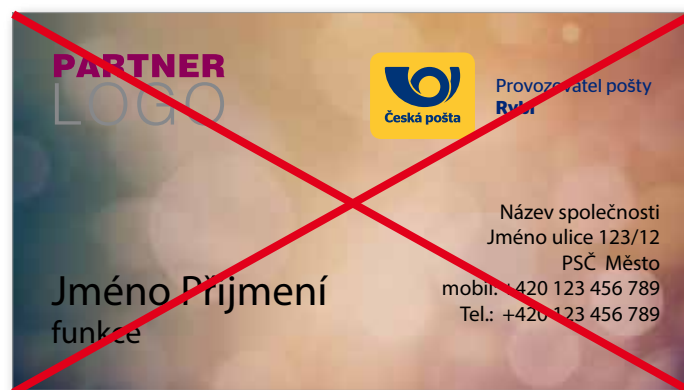 PARTNER
LOGO
Česká pošta
Provozovatel pošty
Rybí
Název společnosti
Jméno ulice 123/12
PSČ Město
mobil: +420 123 456 789
Tel.: +420 123 456 789
Jméno Příjmení
funkce